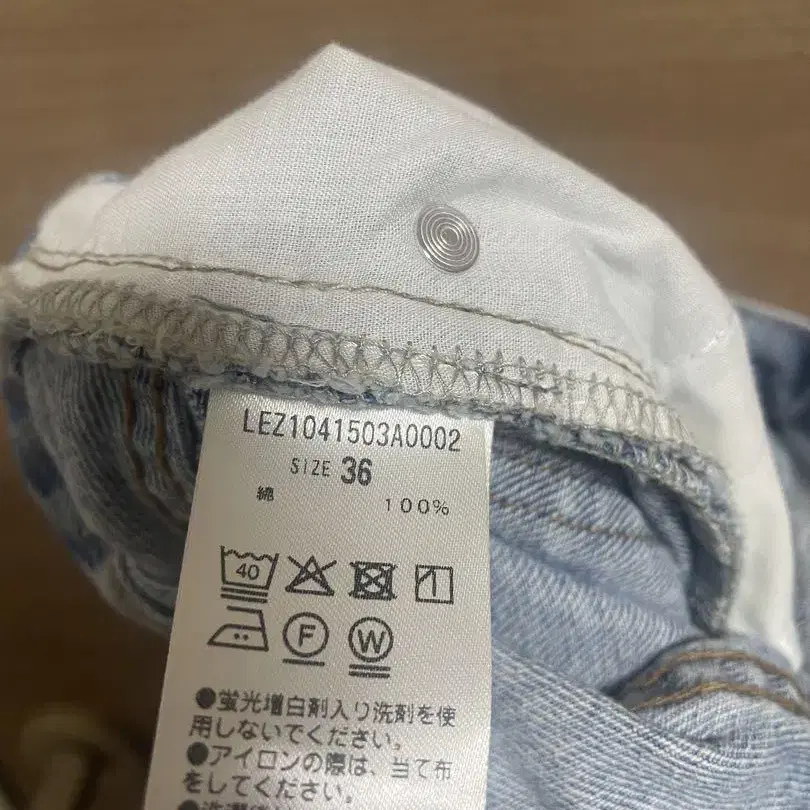 LEZ1041503A0002
SIZE 36
綿 100%
40
F W
●蛍光増白剤入り洗剤を使
用しないでください。
●アイロンの際は、当て布
をしてください。